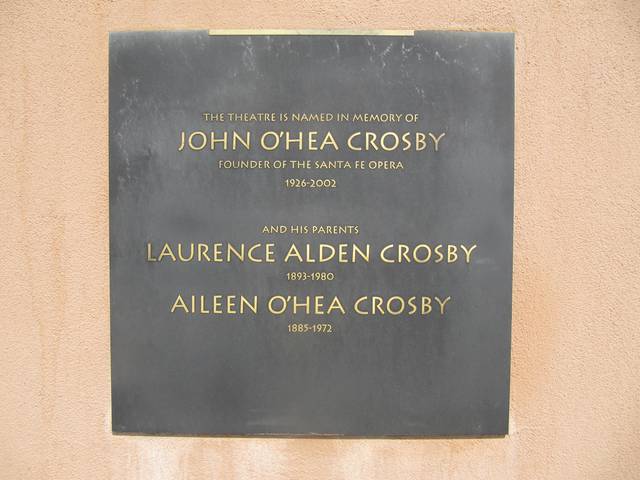 THE THEATRE IS NAMED IN MEMORY OF
JOHN O'HEA CROSBY
FOUNDER OF THE SANTA FE OPERA
1926-2002
AND HIS PARENTS
LAURENCE ALDEN CROSBY
1893-1980
AILEEN O'HEA CROSBY
1885-1972